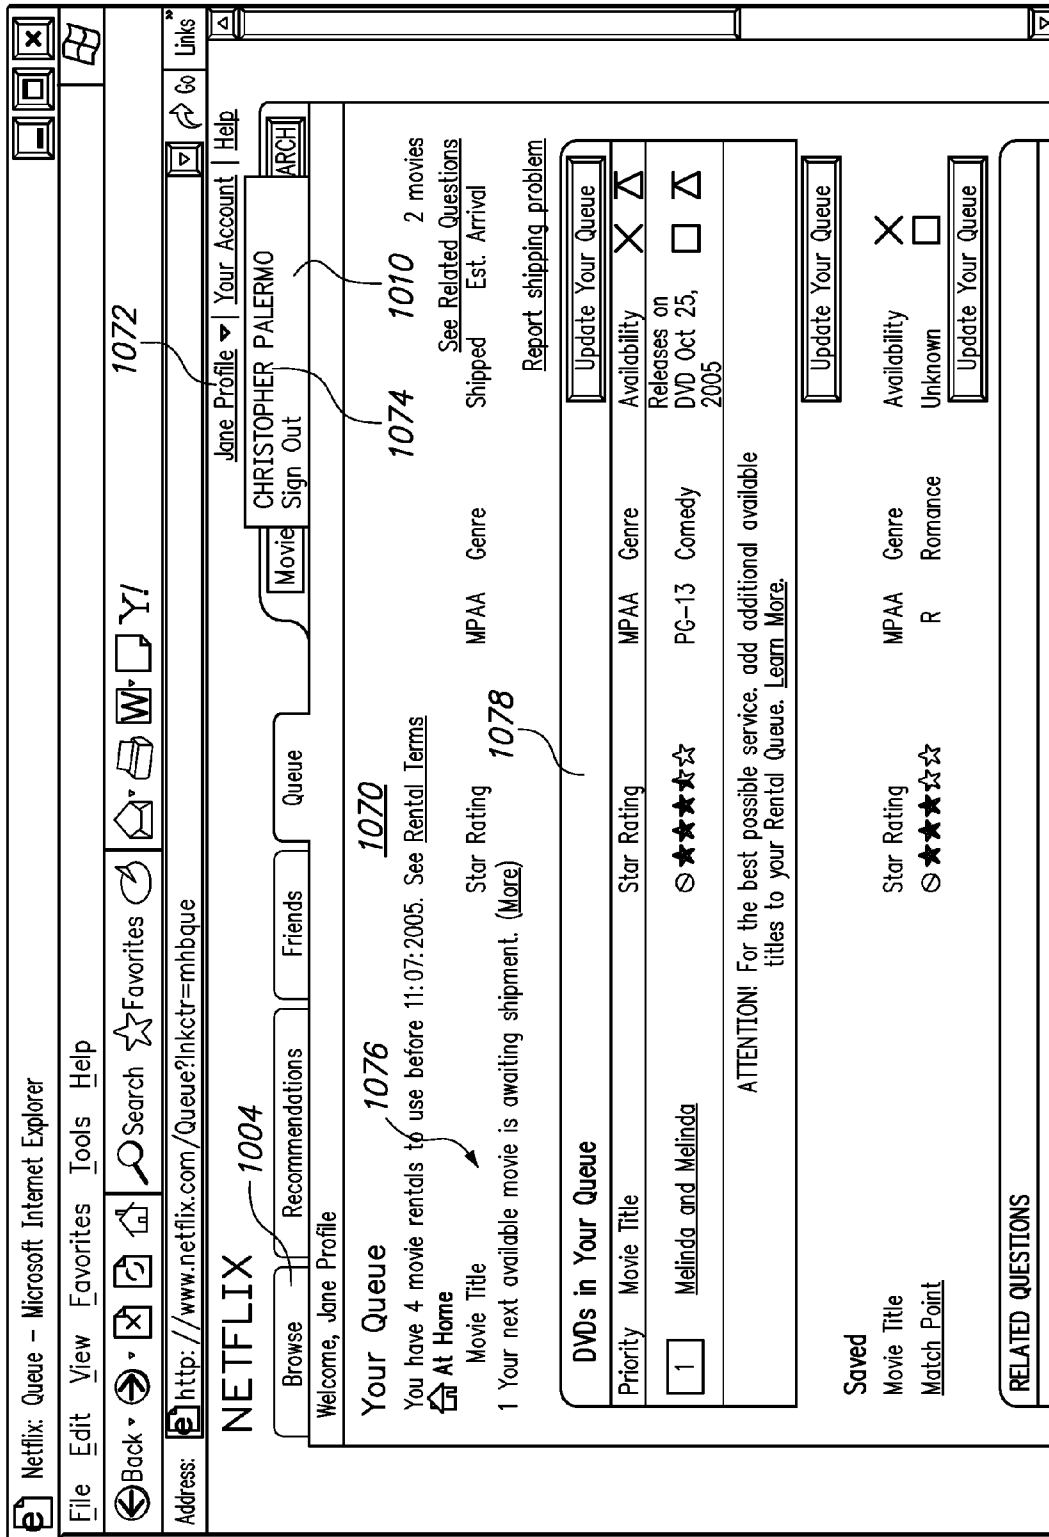 Netflix: Queue – Microsoft Internet Explorer
File Edit View Favorites Tools Help
Back Search Favorites W Y!
Address: http://www.netflix.com/Queue?lnkctr=mhbque Go Links »
1072
NETFLIX 1004 Jane Profile | Your Account | Help
Browse Recommendations Friends Queue Movie ARCH
CHRISTOPHER PALERMO
Sign Out
Welcome, Jane Profile
1074 1010
Your Queue 1076 1070
You have 4 movie rentals to use before 11:07:2005. See Rental Terms 2 movies
At Home See Related Questions
Movie Title Star Rating MPAA Genre Shipped Est. Arrival
1 Your next available movie is awaiting shipment. (More) 1078
Report shipping problem
DVDs in Your Queue Update Your Queue
Priority Movie Title Star Rating MPAA Genre Availability
1 Melinda and Melinda PG–13 Comedy Releases on
DVD Oct 25,
2005
ATTENTION! For the best possible service, add additional available
titles to your Rental Queue. Learn More.
Update Your Queue
Saved
Movie Title Star Rating MPAA Genre Availability
Match Point R Romance Unknown
Update Your Queue
RELATED QUESTIONS